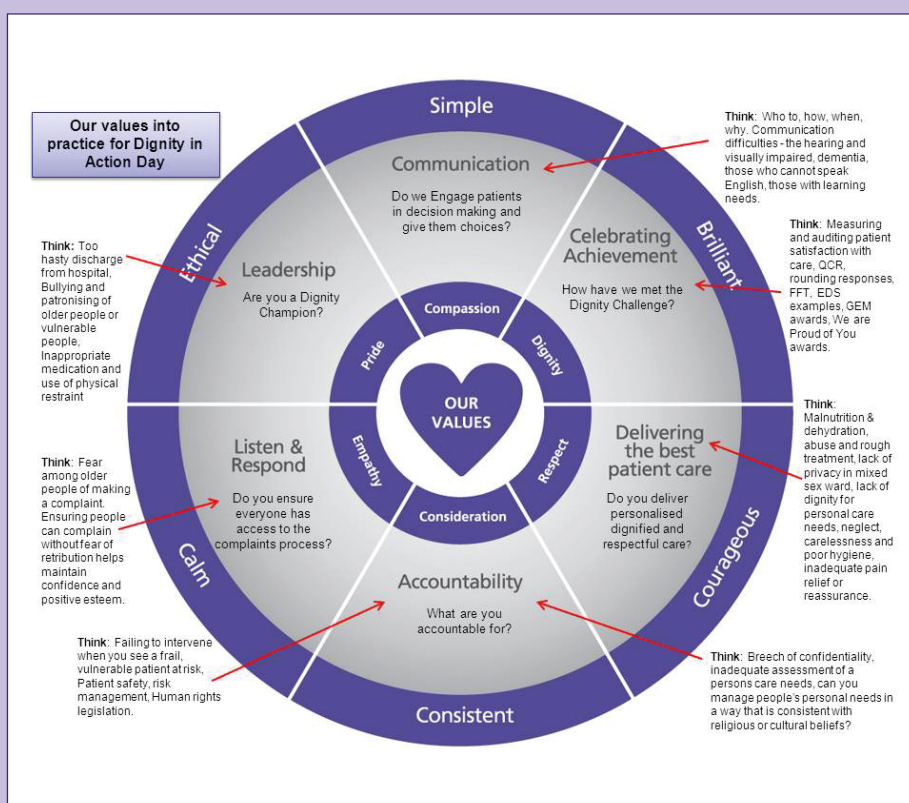 Our values into
practice for Dignity in
Action Day
Simple
Communication
Do we Engage patients
in decision making and
give them choices?
Think: Who to, how, when,
why. Communication
difficulties - the hearing and
visually impaired, dementia,
those who cannot speak
English, those with learning
needs.
Brilliant
Celebrating
Achievement
How have we met the
Dignity Challenge?
Think: Measuring
and auditing patient
satisfaction with
care, QCR,
rounding responses,
FFT, EDS
examples, GEM
awards, We are
Proud of You
awards.
Ethical
Leadership
Are you a Dignity
Champion?
Think: Too
hasty discharge
from hospital,
Bullying and
patronising of
older people or
vulnerable
people,
Inappropriate
medication and
use of physical
restraint
Compassion
Pride
Dignity
OUR
VALUES
Empathy
Respect
Consideration
Listen &
Respond
Do you ensure
everyone has
access to the
complaints process?
Think: Fear
among older
people of making
a complaint.
Ensuring people
can complain
without fear of
retribution helps
maintain
confidence and
positive esteem.
Calm
Delivering
the best
patient care
Do you deliver
personalised
dignified and
respectful care?
Think:
Malnutrition &
dehydration,
abuse and rough
treatment, lack of
privacy in mixed
sex ward, lack of
dignity for
personal care
needs, neglect,
carelessness and
poor hygiene,
inadequate pain
relief or
reassurance.
Courageous
Accountability
What are you
accountable for?
Think: Failing to intervene
when you see a frail,
vulnerable patient at risk,
Patient safety, risk
management, Human rights
legislation.
Think: Breech of confidentiality,
inadequate assessment of a
persons care needs, can you
manage people's personal needs in
a way that is consistent with
religious or cultural beliefs?
Consistent